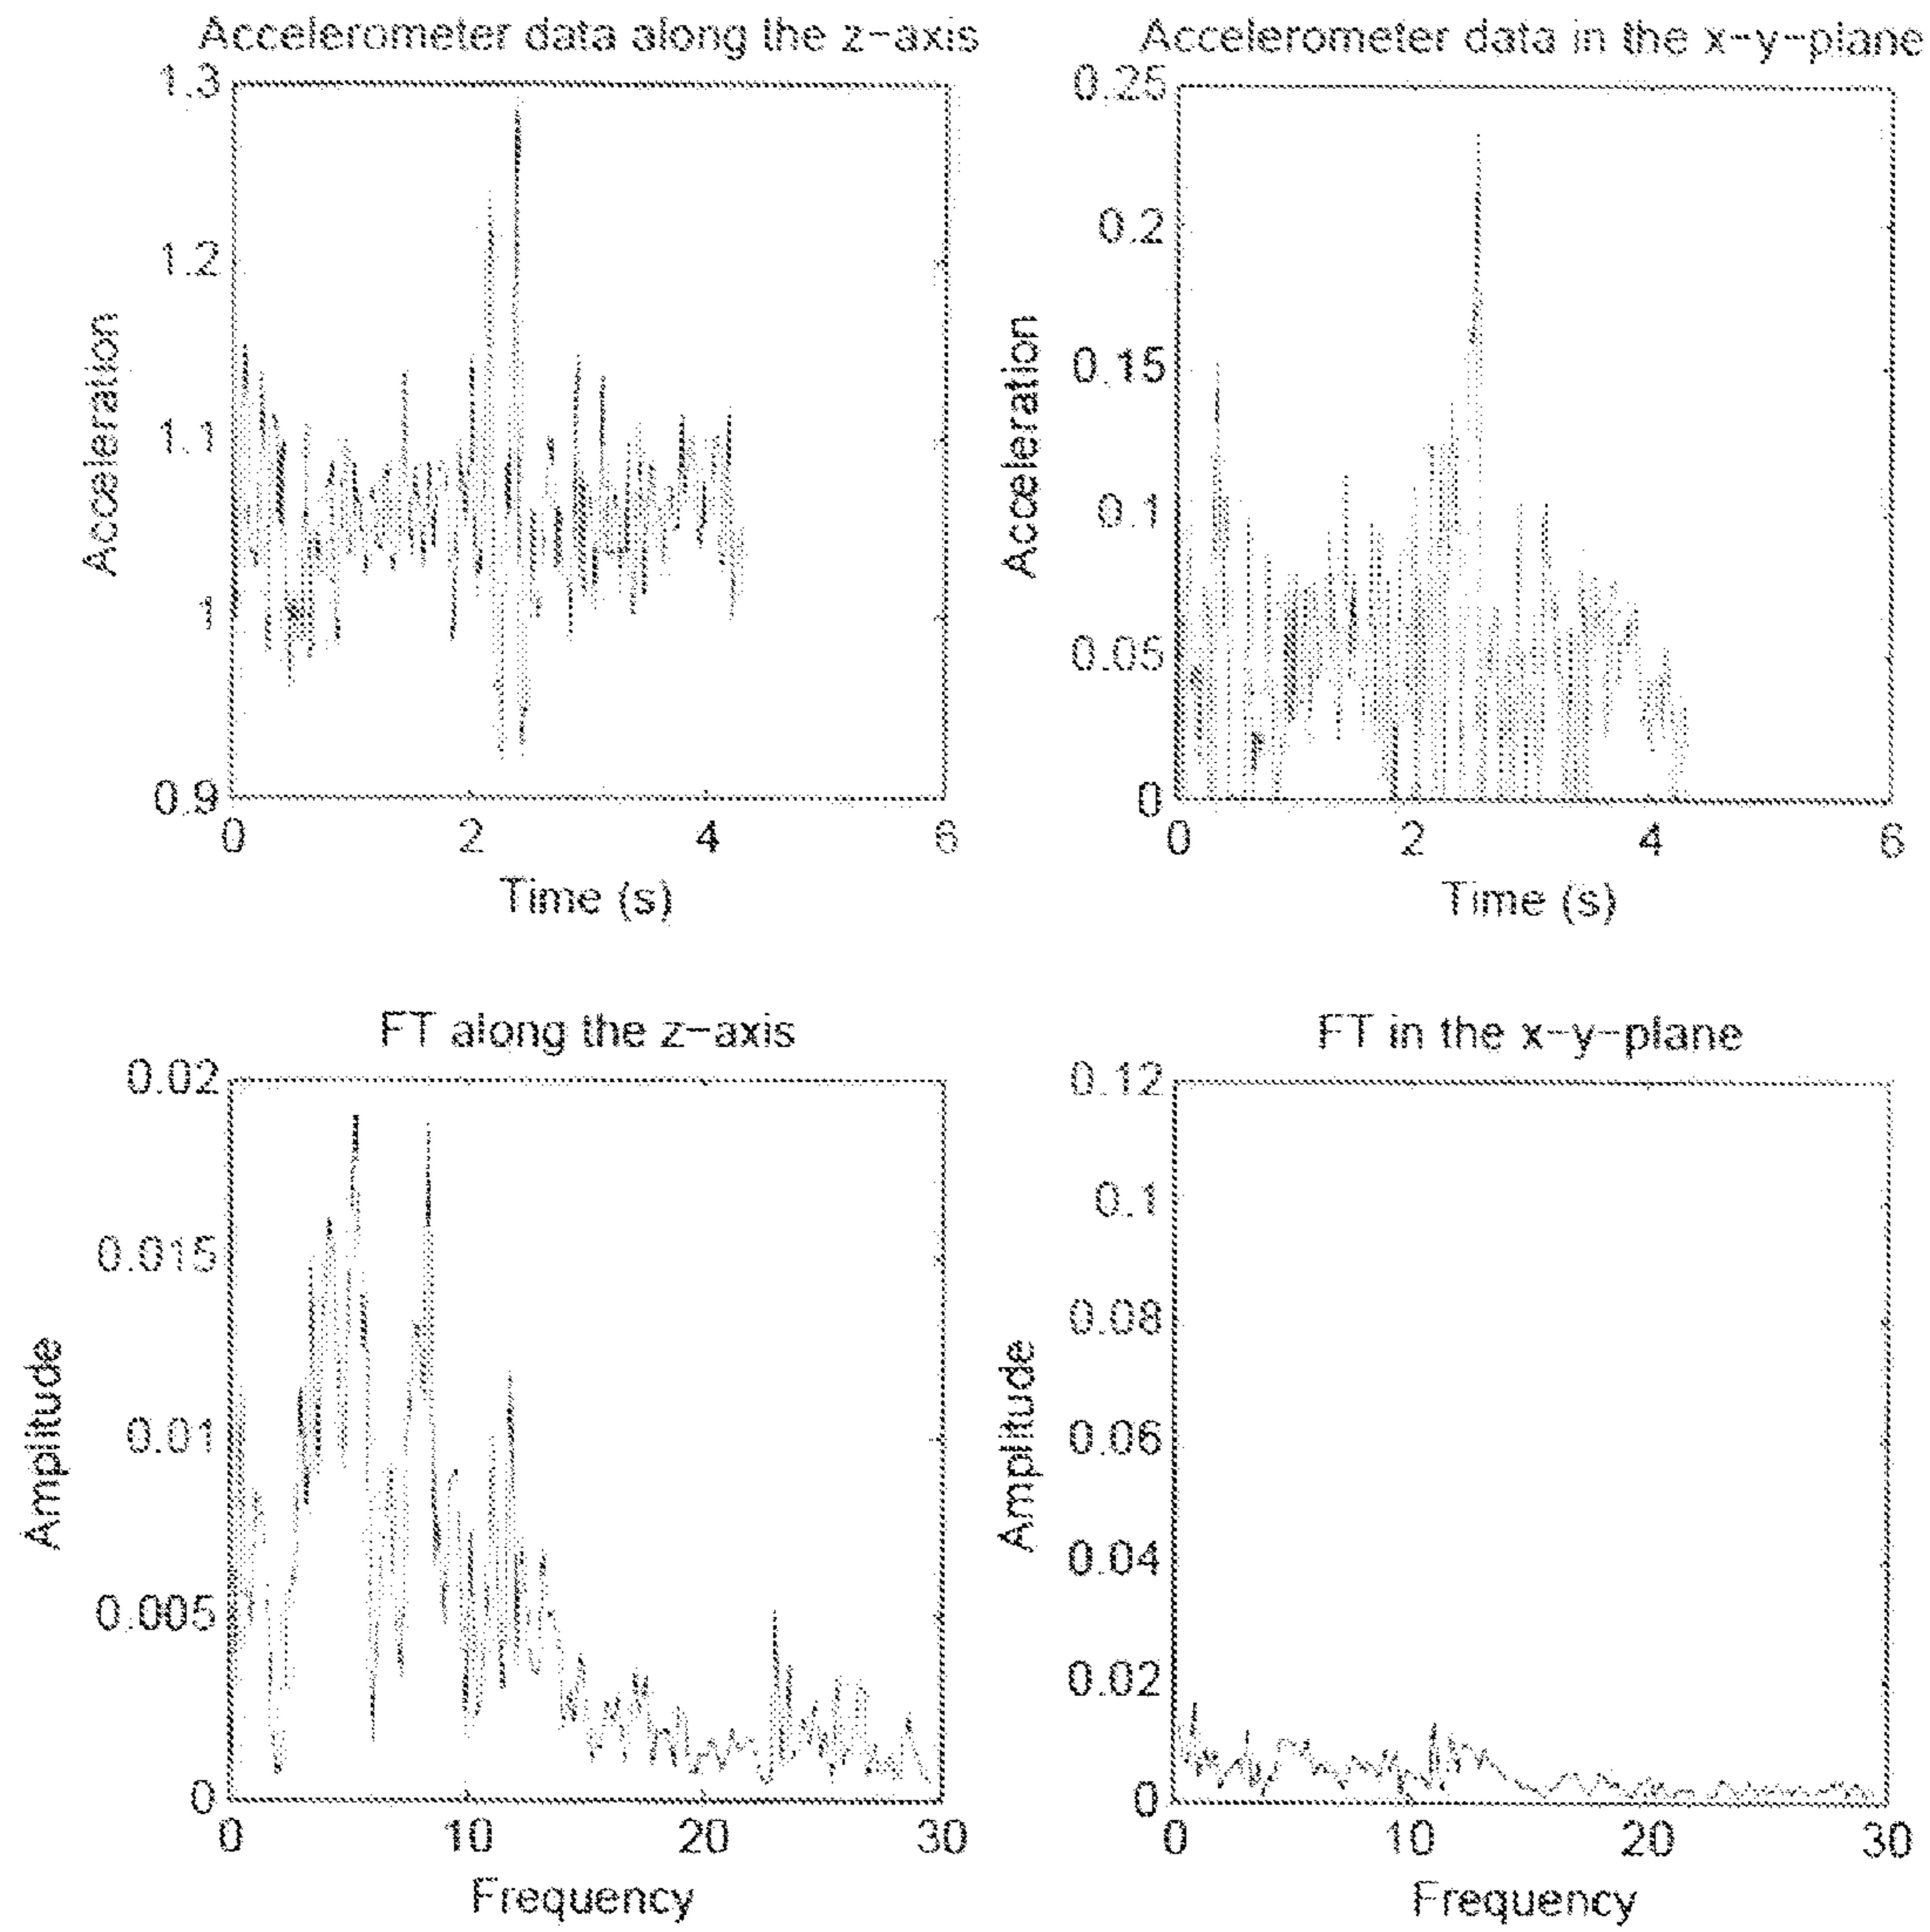 Accelerometer data along the z-axis
1.3
1.2
1.1
1
0.9
Acceleration
0 2 4 6
Time (s)
Accelerometer data in the x-y-plane
0.25
0.2
0.15
0.1
0.05
0
Acceleration
0 2 4 6
Time (s)
FT along the z-axis
0.02
0.015
0.01
0.005
0
Amplitude
0 10 20 30
Frequency
FT in the x-y-plane
0.12
0.1
0.08
0.06
0.04
0.02
0
Amplitude
0 10 20 30
Frequency